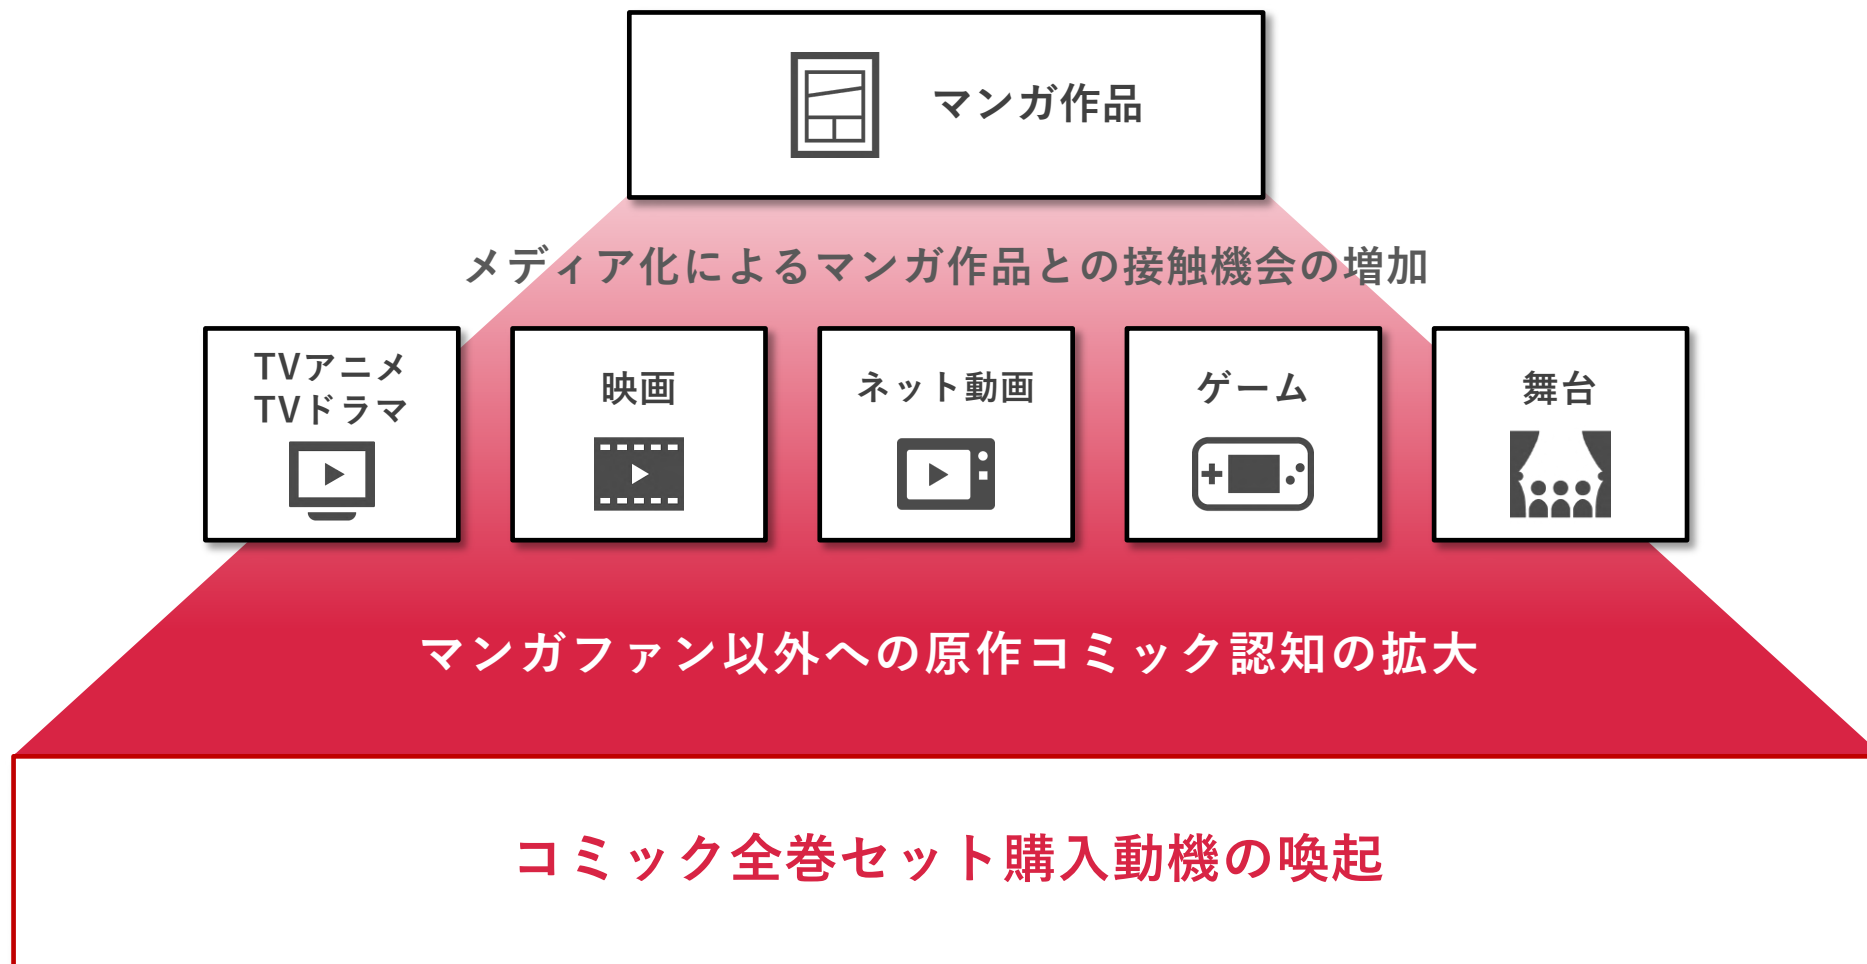 マンガ作品
メディア化によるマンガ作品との接触機会の増加
TVアニメ
TVドラマ
映画
ネット動画
ゲーム
舞台
マンガファン以外への原作コミック認知の拡大
コミック全巻セット購入動機の喚起